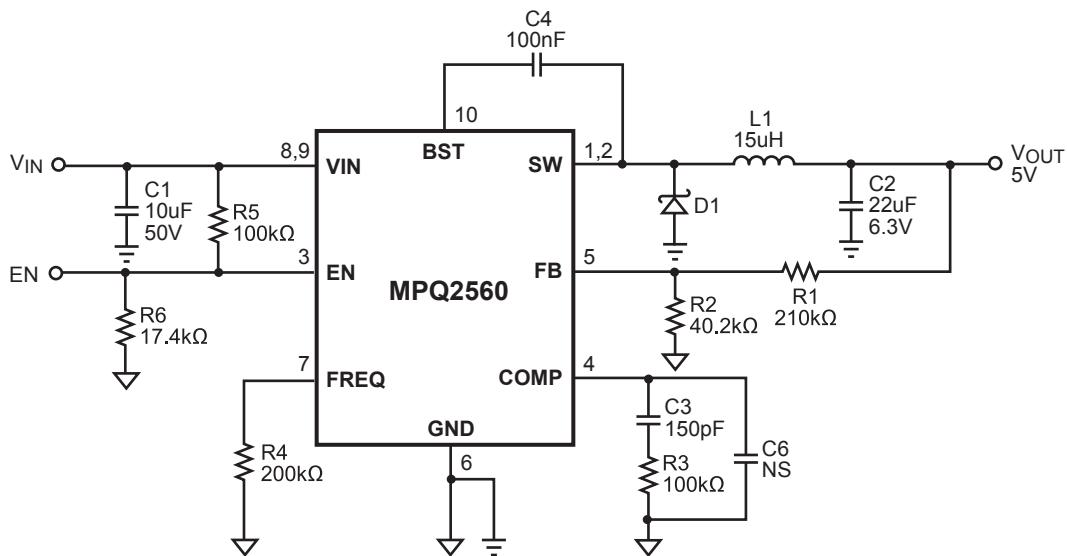 C4
100nF
10
L1
15uH
8,9
BST
1,2
VIN
VIN
SW
VOUT
5V
C1
10uF
50V
R5
100kΩ
D1
C2
22uF
6.3V
EN
3
EN
MPQ2560
FB
5
R1
210kΩ
R6
17.4kΩ
R2
40.2kΩ
7
FREQ
COMP
4
GND
C3
150pF
R4
200kΩ
6
R3
100kΩ
C6
NS